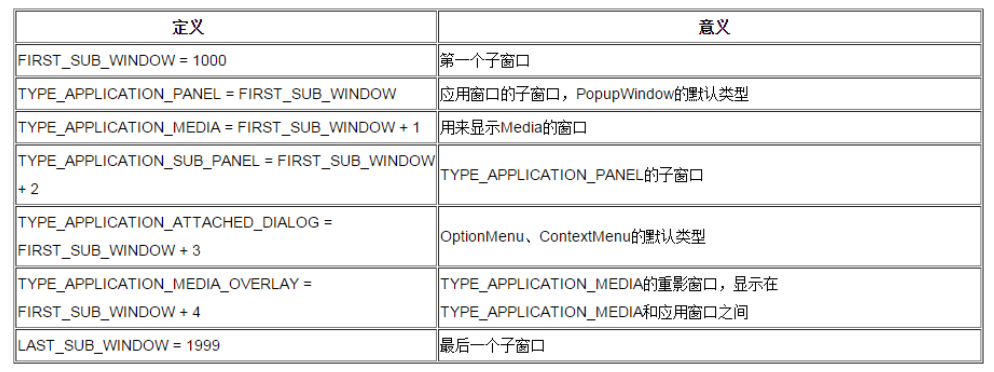 定义 意义
FIRST_SUB_WINDOW = 1000 第一个子窗口
TYPE_APPLICATION_PANEL = FIRST_SUB_WINDOW 应用窗口的子窗口，PopupWindow的默认类型
TYPE_APPLICATION_MEDIA = FIRST_SUB_WINDOW + 1 用来显示Media的窗口
TYPE_APPLICATION_SUB_PANEL = FIRST_SUB_WINDOW
+ 2
TYPE_APPLICATION_PANEL的子窗口
TYPE_APPLICATION_ATTACHED_DIALOG =
FIRST_SUB_WINDOW + 3
OptionMenu、ContextMenu的默认类型
TYPE_APPLICATION_MEDIA_OVERLAY =
FIRST_SUB_WINDOW + 4
TYPE_APPLICATION_MEDIA的重影窗口，显示在
TYPE_APPLICATION_MEDIA和应用窗口之间
LAST_SUB_WINDOW = 1999 最后一个子窗口